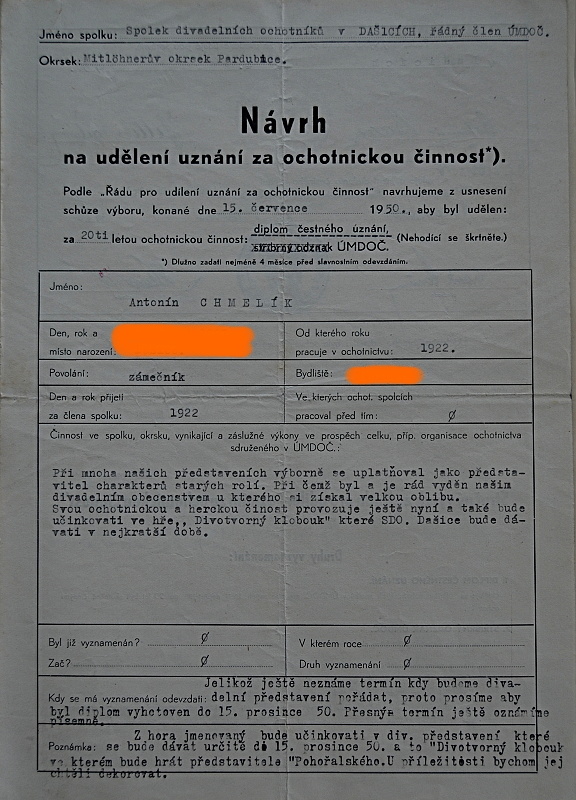 Jméno spolku: Spolek divadelních ochotníků v DAŠICÍCH, řádný člen ÚMDOČ.
Okrsek: Mitlöhnerův okrsek Pardubice.
Návrh
na udělení uznání za ochotnickou činnost*).
Podle „Řádu pro udílení uznání za ochotnickou činnost" navrhujeme z usnesení
schůze výboru, konané dne 15. července 1950., aby byl udělen:
za 20ti letou ochotnickou činnost: diplom čestného uznání, (Nehodící se škrtněte.)
stříbrný odznak ÚMDOČ.
*) Dlužno zadati nejméně 4 měsíce před slavnostním odevzdáním.
Jméno:
Antonín CHMELÍK
Den, rok a
místo narození:
Od kterého roku
pracuje v ochotnictvu: 1922.
Povolání: zámečník
Bydliště:
Den a rok přijetí
za člena spolku: 1922
Ve kterých ochot. spolcích
pracoval před tím: ø
Činnost ve spolku, okrsku, vynikající a záslužné výkony ve prospěch celku, příp. organisace ochotnictva
sdruženého v ÚMDOČ.:
Při mnoha našich představeních výborně se uplatňoval jako představitel
vitel charakterů starých rolí. Při čemž byl a je rád vyděn našim
divadelním obecenstvem u kterého si získal velkou oblibu.
Svou ochotnickou a herckou činost provozuje ještě nyní a také bude
učinkovati ve hře,, Divotvorný klobouk" které SDO. Dašice bude dá-
vati v nejkratší době.
Byl již vyznamenán? ø
V kterém roce ø
Zač? ø
Druh vyznamenání ø
Jelikož ještě neznáme termín kdy budeme diva-
Kdy se má vyznamenání odevzdati: delní představení pořádat, proto prosíme aby
byl diplom vyhotoven do 15. prosince 50. Přesným termín ještě oznámíme
písemně.
Z hora jmenovaný bude učinkovati v div. představení které
Poznámka: se bude dávat určitě do 15. prosince 50. a to "Divotvorný klobouk
ve kterém bude hrát představitele "Pohořalského.U příležitosti bychom jej
chtěli dekorovat.